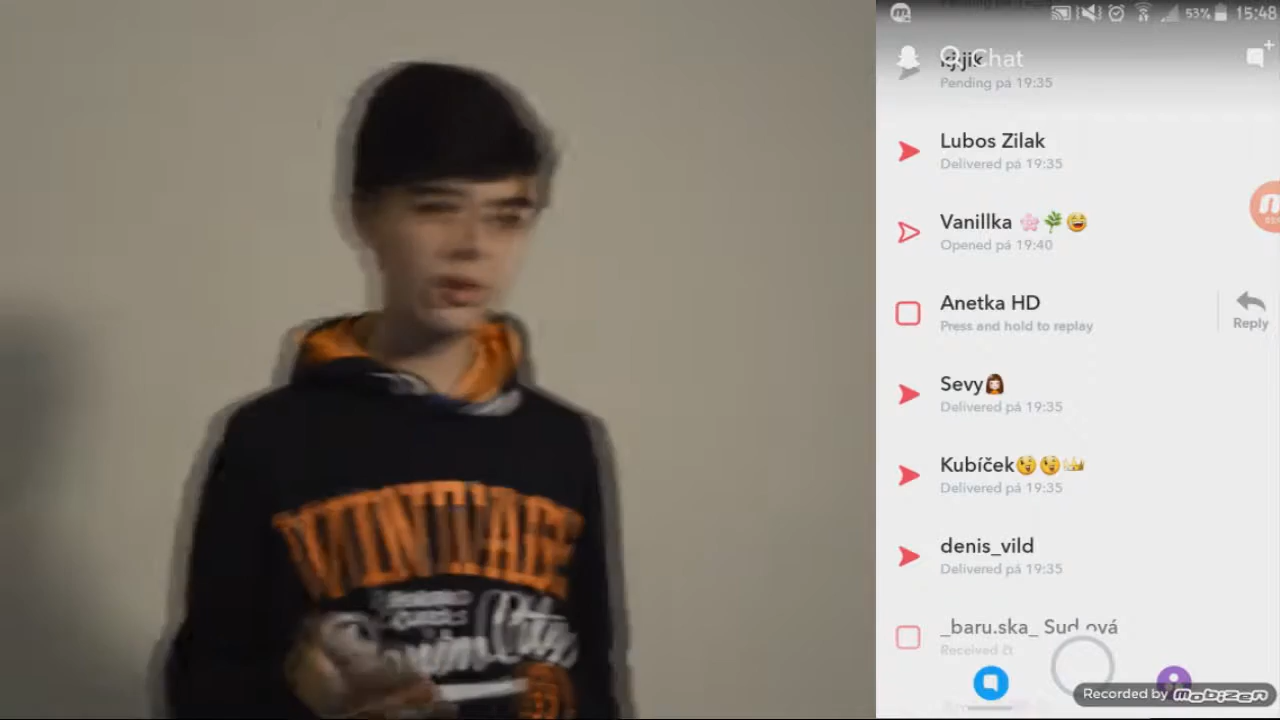 53% 15:48
Chat
Pending pá 19:35
Lubos Zilak
Delivered pá 19:35
Vanillka 🌸🌿😄
Opened pá 19:40
Anetka HD
Press and hold to replay
Reply
Sevy👩
Delivered pá 19:35
Kubíček😲😲👑
Delivered pá 19:35
denis_vild
Delivered pá 19:35
_baru.ska_
Received čt
Recorded by mobizen
VINTAGE